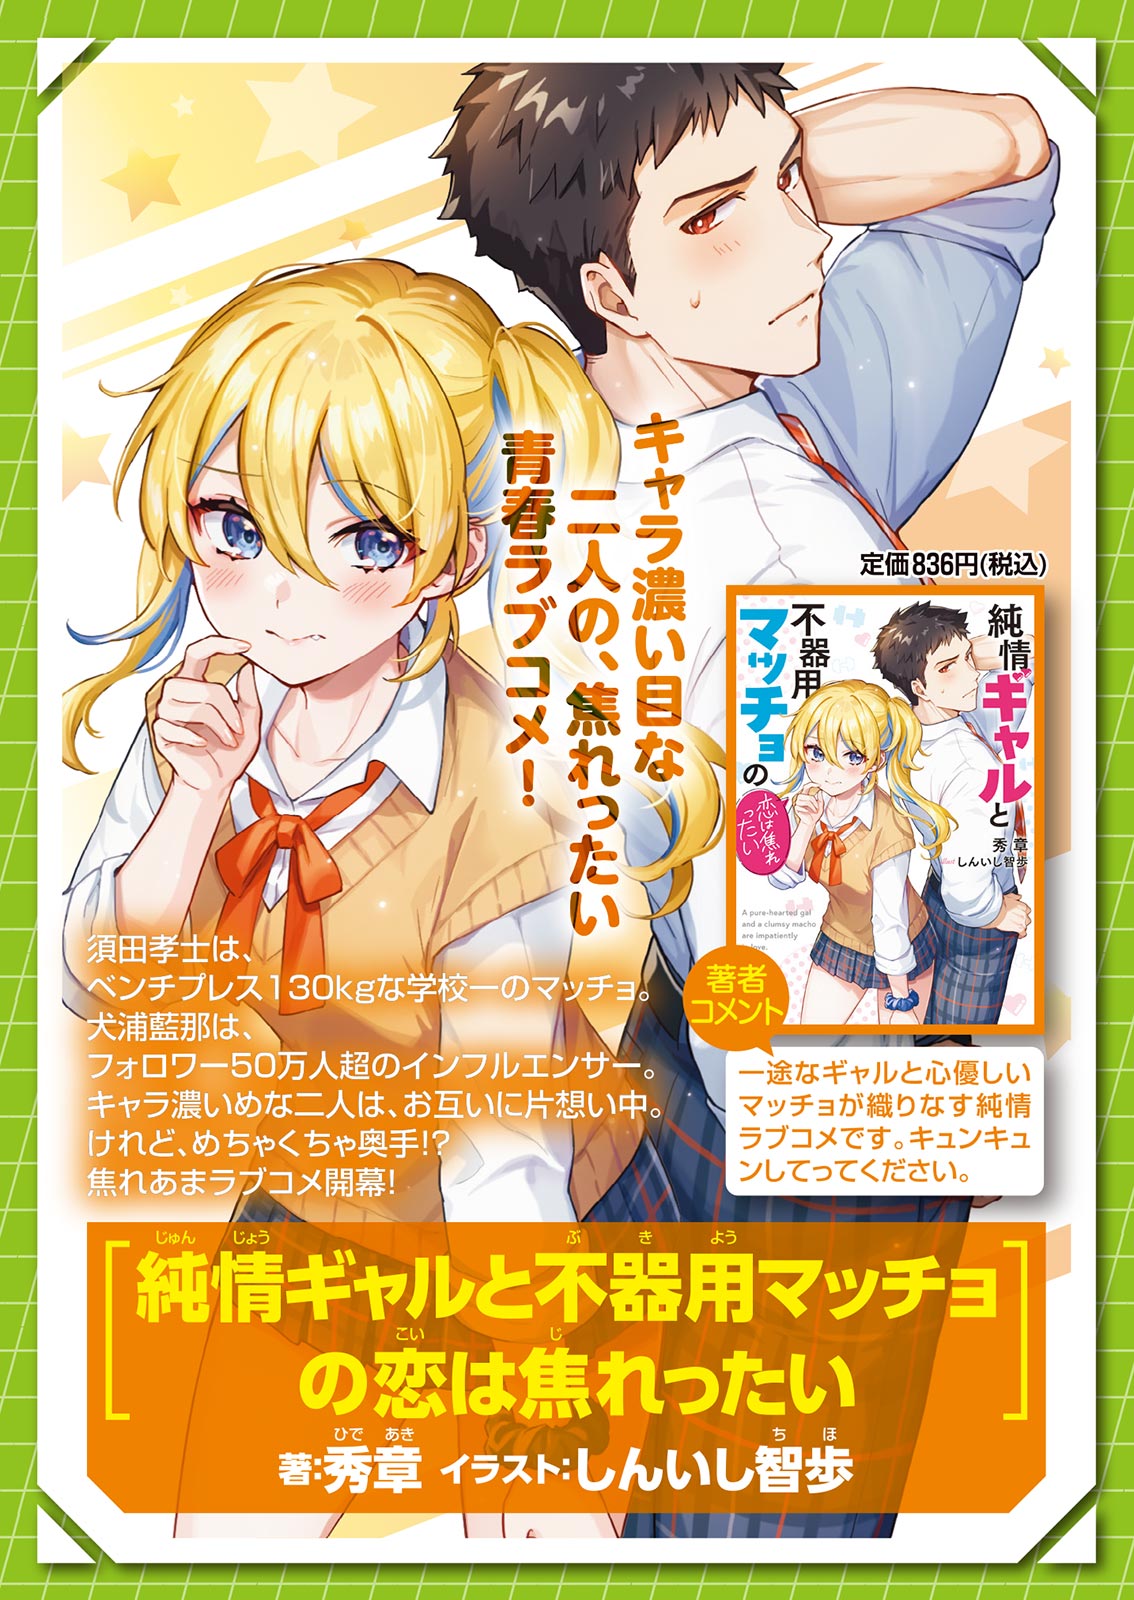 キャラ濃い目な
二人の、焦れったい
青春ラブコメ!
定価836円(税込)
純情ギャルと
不器用
マッチョの
恋は焦れ
ったい
秀章
illust しんいし智歩
A pure-hearted gal
and a clumsy macho
are impatiently
in love.
著者
コメント
一途なギャルと心優しい
マッチョが織りなす純情
ラブコメです。キュンキュ
ンしてってください。
須田孝士は、
ベンチプレス130kgな学校一のマッチョ。
犬浦藍那は、
フォロワー50万人超のインフルエンサー。
キャラ濃いめな二人は、お互いに片想い中。
けれど、めちゃくちゃ奥手!?
焦れあまラブコメ開幕!
じゅん じょう ぶ き よう
純情ギャルと不器用マッチョ
こい じ
の恋は焦れったい
ひで あき ち ほ
著:秀章 イラスト:しんいし智歩